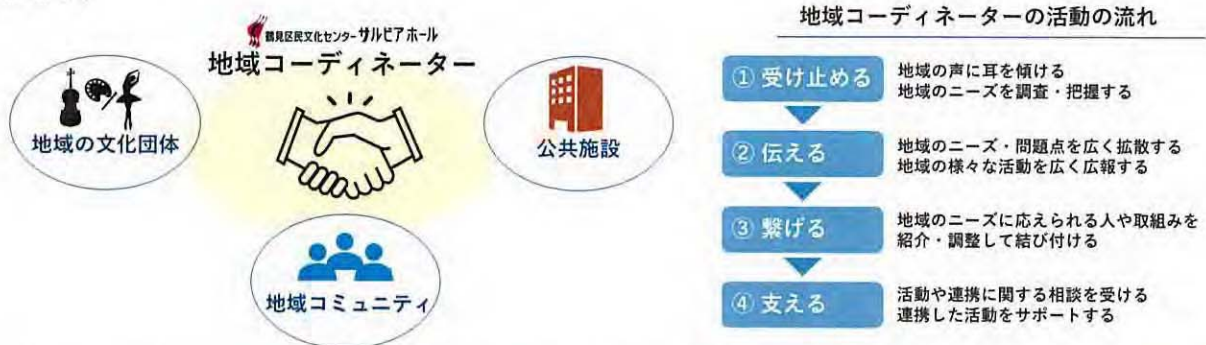 鶴見区民文化センター サルビアホール
地域コーディネーター
地域の文化団体
公共施設
地域コミュニティ
地域コーディネーターの活動の流れ
① 受け止める
地域の声に耳を傾ける
地域のニーズを調査・把握する
② 伝える
地域のニーズ・問題点を広く拡散する
地域の様々な活動を広く広報する
③ 繋げる
地域のニーズに応えられる人や取組みを
紹介・調整して結び付ける
④ 支える
活動や連携に関する相談を受ける
連携した活動をサポートする